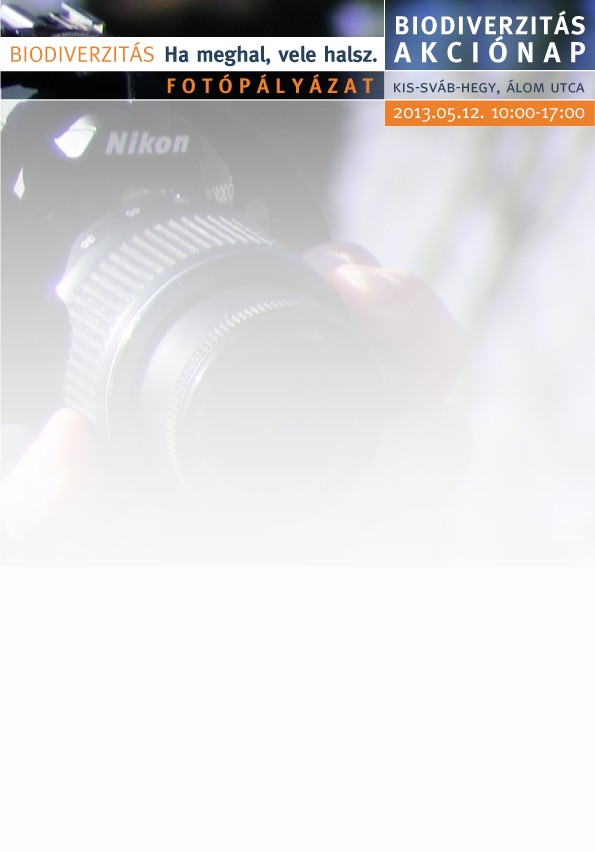 BIODIVERZITÁS Ha meghal, vele halsz.
FOTÓPÁLYÁZAT
BIODIVERZITÁS
AKCIÓNAP
KIS-SVÁB-HEGY, ÁLOM UTCA
2013.05.12. 10:00-17:00
Nikon